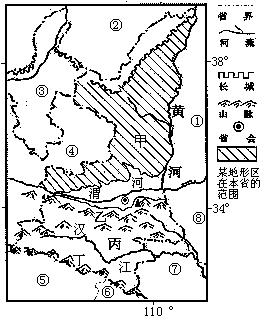 ②
省界
河流
38°
长城
③
黄
①
山脉
甲
省会
④
河
渭
河
某地形区
在本省的
范围
34°
乙
⑧
汉
丙
丁
江
⑦
⑤
⑥
110 °